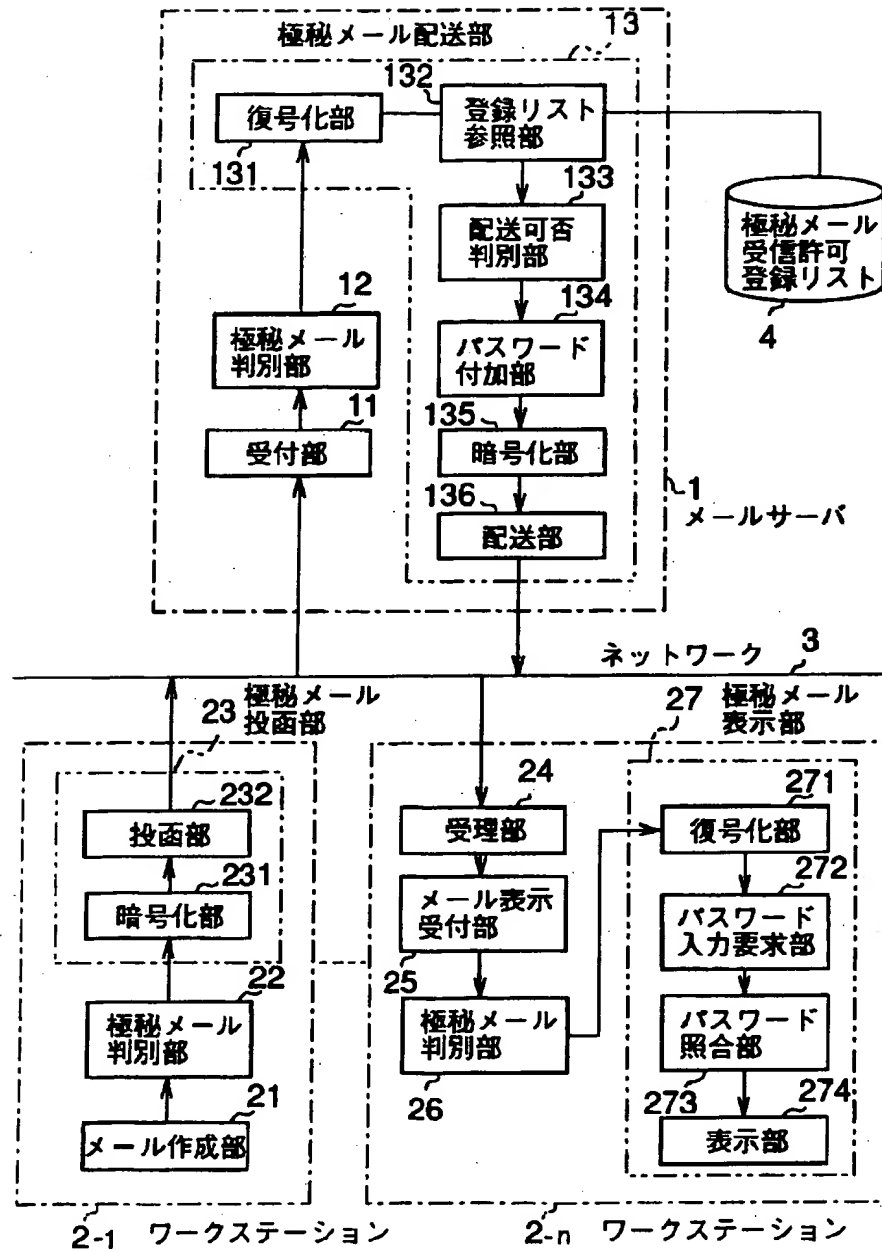 極秘メール配送部
13
132
復号化部
131
登録リスト
参照部
133
配送可否
判別部
極秘メール
受信許可
登録リスト
4
12
極秘メール
判別部
134
パスワード
付加部
11
受付部
135
暗号化部
136
配送部
1
メールサーバ
ネットワーク
3
極秘メール
投函部
23
232
投函部
231
暗号化部
22
極秘メール
判別部
21
メール作成部
2-1 ワークステーション
極秘メール
表示部
27
24
受理部
メール表示
受付部
25
極秘メール
判別部
26
271
復号化部
272
パスワード
入力要求部
パスワード
照合部
273
274
表示部
2-n ワークステーション